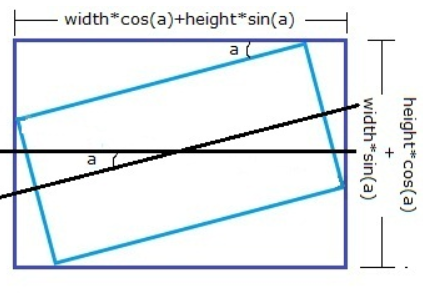 width*cos(a)+height*sin(a)
a
a
height*cos(a)
+
width*sin(a)